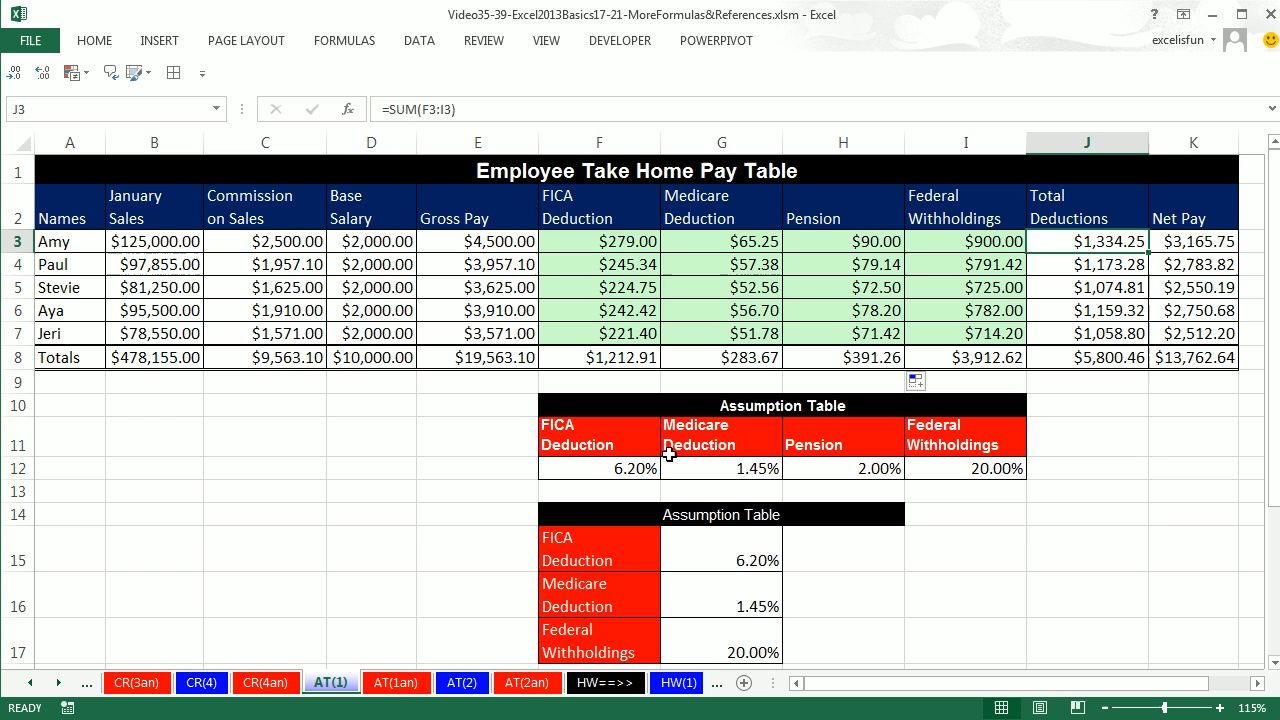 Video35-39-Excel2013Basics17-21-MoreFormulas&References.xlsm - Excel
FILE HOME INSERT PAGE LAYOUT FORMULAS DATA REVIEW VIEW DEVELOPER POWERPIVOT excelisfun
J3 fx =SUM(F3:I3)
A B C D E F G H I J K
1 Employee Take Home Pay Table
January Commission Base FICA Medicare Federal Total
2 Names Sales on Sales Salary Gross Pay Deduction Deduction Pension Withholdings Deductions Net Pay
3 Amy $125,000.00 $2,500.00 $2,000.00 $4,500.00 $279.00 $65.25 $90.00 $900.00 $1,334.25 $3,165.75
4 Paul $97,855.00 $1,957.10 $2,000.00 $3,957.10 $245.34 $57.38 $79.14 $791.42 $1,173.28 $2,783.82
5 Stevie $81,250.00 $1,625.00 $2,000.00 $3,625.00 $224.75 $52.56 $72.50 $725.00 $1,074.81 $2,550.19
6 Aya $95,500.00 $1,910.00 $2,000.00 $3,910.00 $242.42 $56.70 $78.20 $782.00 $1,159.32 $2,750.68
7 Jeri $78,550.00 $1,571.00 $2,000.00 $3,571.00 $221.40 $51.78 $71.42 $714.20 $1,058.80 $2,512.20
8 Totals $478,155.00 $9,563.10 $10,000.00 $19,563.10 $1,212.91 $283.67 $391.26 $3,912.62 $5,800.46 $13,762.64
9
10 Assumption Table
FICA Medicare Federal
11 Deduction Deduction Pension Withholdings
12 6.20% 1.45% 2.00% 20.00%
13
14 Assumption Table
FICA
15 Deduction 6.20%
Medicare
16 Deduction 1.45%
Federal
17 Withholdings 20.00%
... CR(3an) CR(4) CR(4an) AT(1) AT(1an) AT(2) AT(2an) HW==>> HW(1) ...
READY 115%